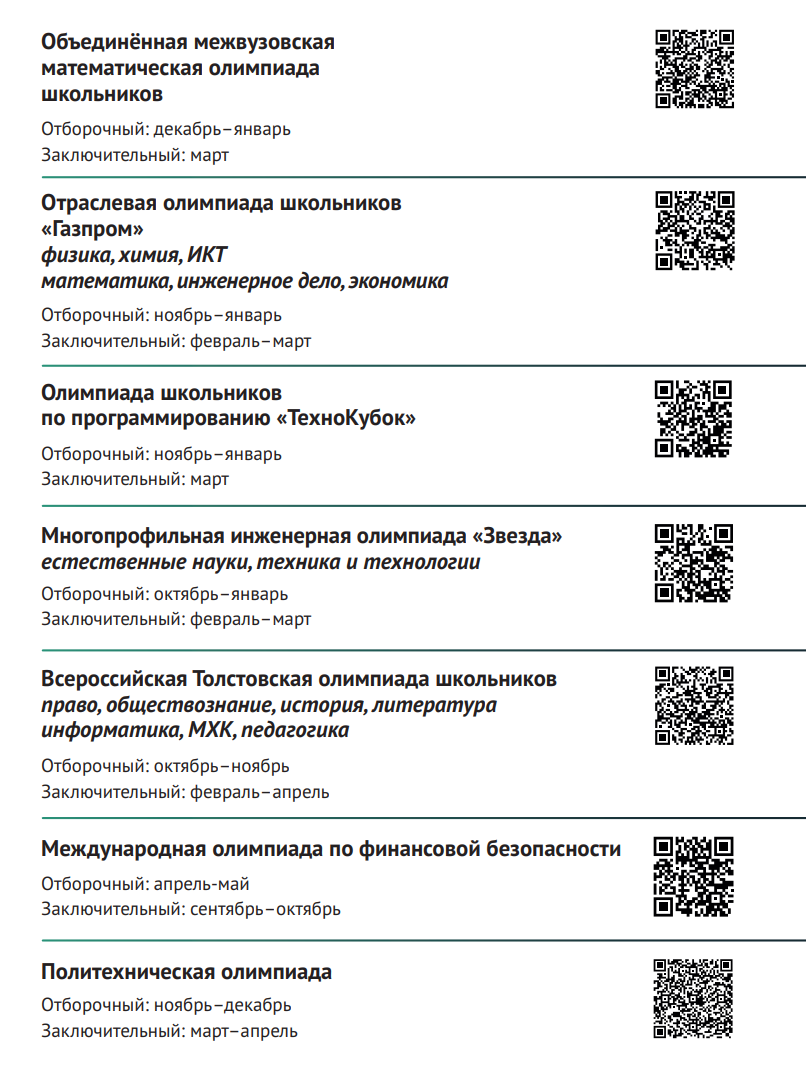 Объединённая межвузовская
математическая олимпиада
школьников
Отборочный: декабрь–январь
Заключительный: март
Отраслевая олимпиада школьников
«Газпром»
физика, химия, ИКТ
математика, инженерное дело, экономика
Отборочный: ноябрь–январь
Заключительный: февраль–март
Олимпиада школьников
по программированию «ТехноКубок»
Отборочный: ноябрь–январь
Заключительный: март
Многопрофильная инженерная олимпиада «Звезда»
естественные науки, техника и технологии
Отборочный: октябрь–январь
Заключительный: февраль–март
Всероссийская Толстовская олимпиада школьников
право, обществознание, история, литература
информатика, МХК, педагогика
Отборочный: октябрь–ноябрь
Заключительный: февраль–апрель
Международная олимпиада по финансовой безопасности
Отборочный: апрель-май
Заключительный: сентябрь–октябрь
Политехническая олимпиада
Отборочный: ноябрь–декабрь
Заключительный: март–апрель